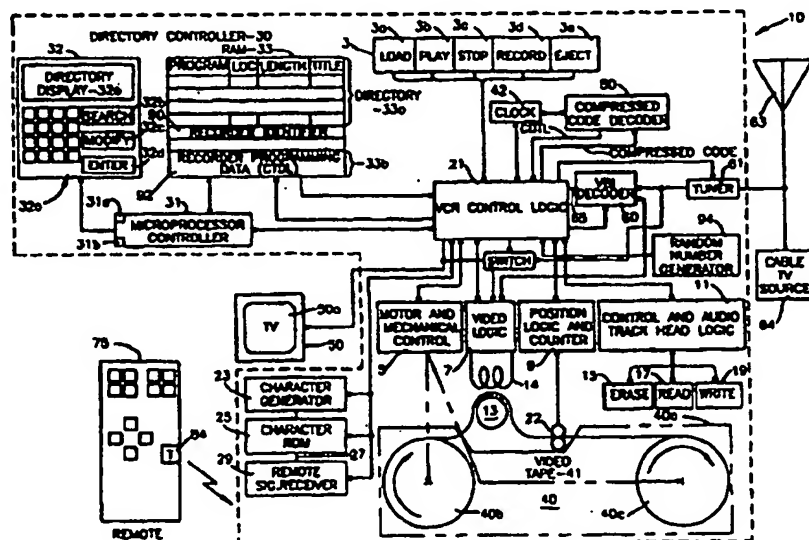 10
DIRECTORY CONTROLLER-30
3a 3b 3c 3d 3e
3
LOAD PLAY STOP RECORD EJECT
32
RAM-33
DIRECTORY
DISPLAY-32a
PROGRAM LOC LENGTH TITLE
DIRECTORY-33a
32b
SEARCH
32c
MODIFY
32d
ENTER
90
RECORDER IDENTIFIER
RECORDER PROGRAMMING
DATA (CTDL)
33b
92
42
CLOCK
CDTL
80
COMPRESSED
CODE DECODER
COMPRESSED CODE
63
21
VCR CONTROL LOGIC
65
VBI
DECODER
60
61
TUNER
31a
31
MICROPROCESSOR
CONTROLLER
31b
SWITCH
94
RANDOM
NUMBER
GENERATOR
CABLE TV
SOURCE
64
TV
50a
50
MOTOR AND
MECHANICAL
CONTROL
5
VIDEO
LOGIC
7
POSITION
LOGIC AND
COUNTER
9
11
CONTROL AND AUDIO
TRACK HEAD LOGIC
75
54
T
REMOTE
23
CHARACTER
GENERATOR
25
CHARACTER
ROM
27
29
REMOTE
SIG.RECEIVER
14
13
15
ERASE
17
READ
19
WRITE
22
VIDEO
TAPE-41
40
40a
40b
40c